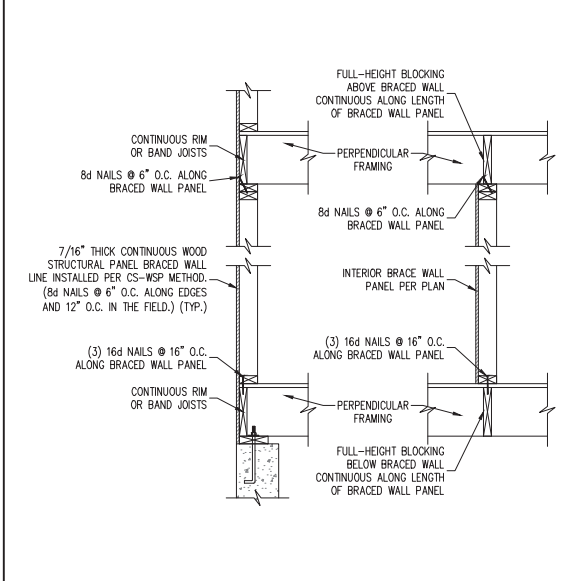 FULL-HEIGHT BLOCKING
ABOVE BRACED WALL
CONTINUOUS ALONG LENGTH
OF BRACED WALL PANEL
CONTINUOUS RIM
OR BAND JOISTS
PERPENDICULAR
FRAMING
8d NAILS @ 6" O.C. ALONG
BRACED WALL PANEL
8d NAILS @ 6" O.C. ALONG
BRACED WALL PANEL
7/16" THICK CONTINUOUS WOOD
STRUCTURAL PANEL BRACED WALL
LINE INSTALLED PER CS-WSP METHOD.
(8d NAILS @ 6" O.C. ALONG EDGES
AND 12" O.C. IN THE FIELD.) (TYP.)
INTERIOR BRACE WALL
PANEL PER PLAN
(3) 16d NAILS @ 16" O.C.
ALONG BRACED WALL PANEL
(3) 16d NAILS @ 16" O.C.
ALONG BRACED WALL PANEL
CONTINUOUS RIM
OR BAND JOISTS
PERPENDICULAR
FRAMING
FULL-HEIGHT BLOCKING
BELOW BRACED WALL
CONTINUOUS ALONG LENGTH
OF BRACED WALL PANEL